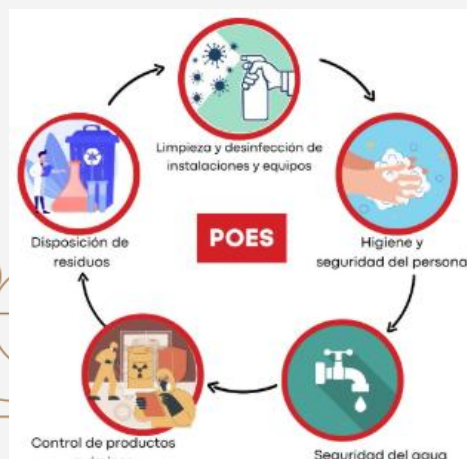 Limpieza y desinfección de
instalaciones y equipos
POES
Higiene y
seguridad del persona
Seguridad del agua
Control de productos
Disposición de
residuos